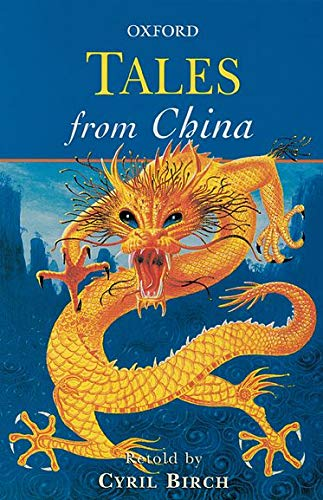 OXFORD
TALES
from China
Retold by
CYRIL BIRCH